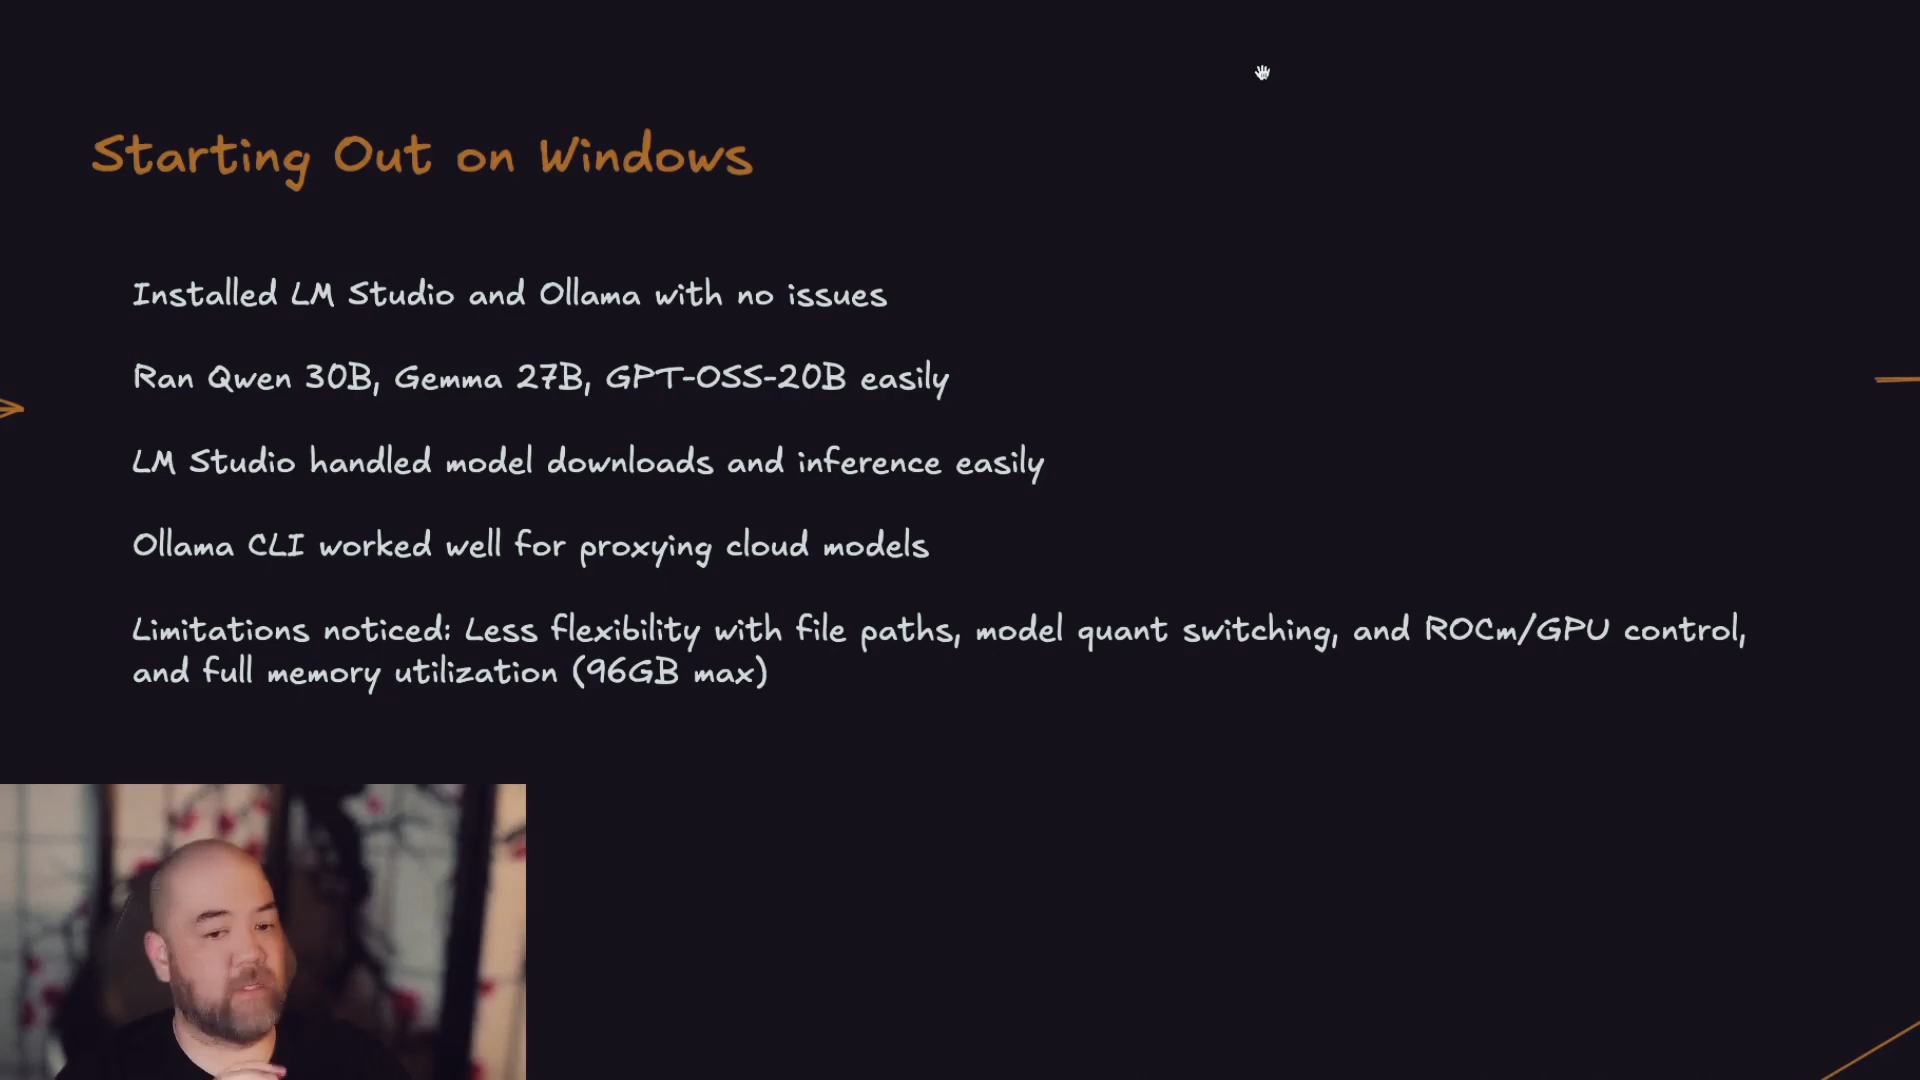 Starting Out on Windows
Installed LM Studio and Ollama with no issues
Ran Qwen 30B, Gemma 27B, GPT-OSS-20B easily
LM Studio handled model downloads and inference easily
Ollama CLI worked well for proxying cloud models
Limitations noticed: Less flexibility with file paths, model quant switching, and ROCm/GPU control,
and full memory utilization (96GB max)